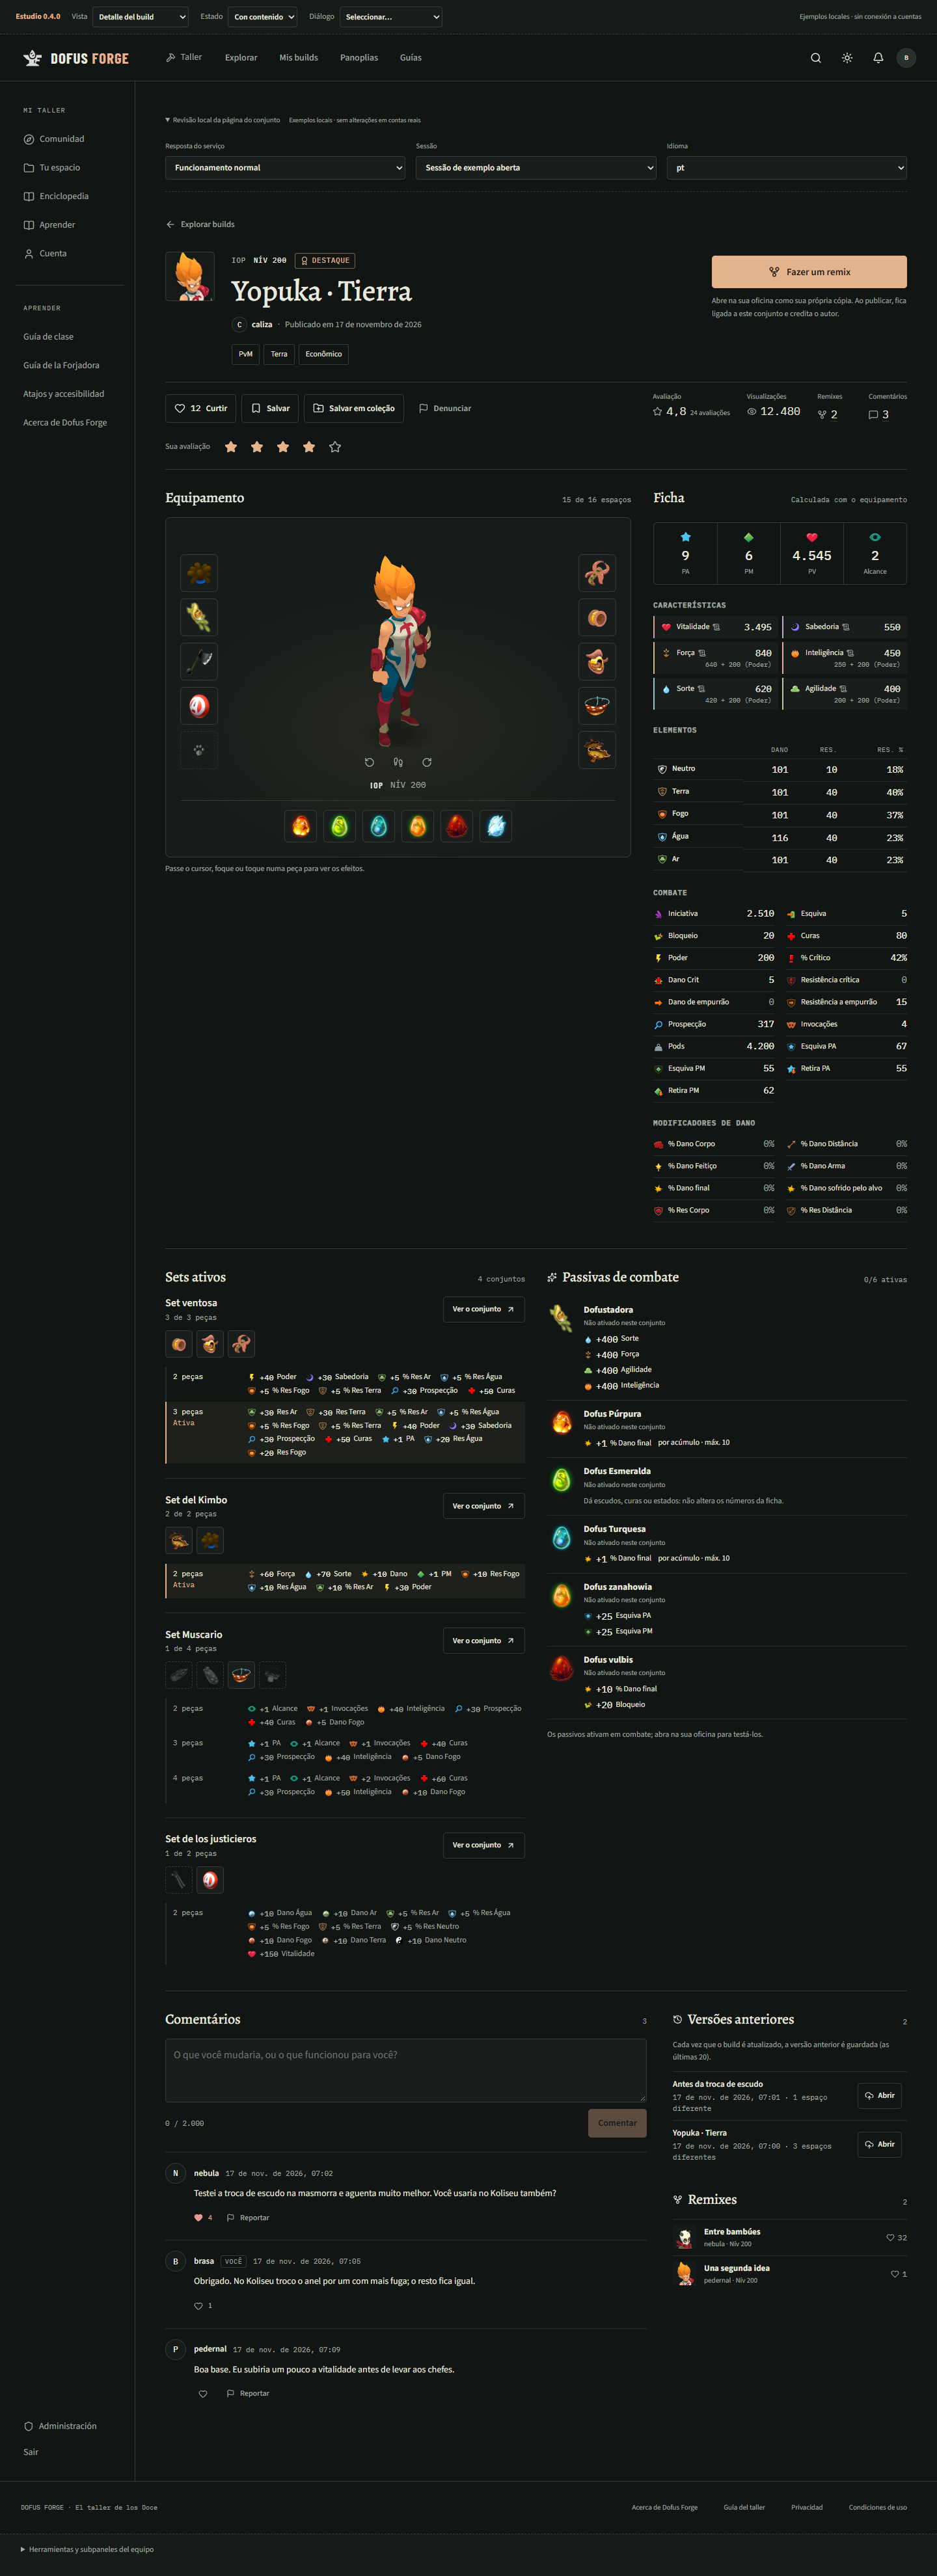 Estudio 0.4.0 Vista Detalle del build Estado Con contenido Diálogo Seleccionar... Ejemplos locales · sin conexión a cuentas
DOFUS FORGE Taller Explorar Mis builds Panoplias Guías B
MI TALLER
Comunidad
Tu espacio
Enciclopedia
Aprender
Cuenta
APRENDER
Guía de clase
Guía de la Forjadora
Atajos y accesibilidad
Acerca de Dofus Forge
Administración
Sair
▼ Revisão local da página do conjunto Exemplos locais · sem alterações em contas reais
Resposta do serviço Sessão Idioma
Funcionamento normal Sessão de exemplo aberta pt
Explorar builds
IOP NÍV 200 DESTAQUE
Yopuka · Tierra
C caliza · Publicado em 17 de novembro de 2026
PvM Terra Econômico
Fazer um remix
Abre na sua oficina como sua própria cópia. Ao publicar, fica
ligada a este conjunto e credita o autor.
12 Curtir Salvar Salvar em coleção Denunciar
Avaliação Visualizações Remixes Comentários
4,8 24 avaliações 12.480 2 3
Sua avaliação
Equipamento 15 de 16 espaços
IOP NÍV 200
Passe o cursor, foque ou toque numa peça para ver os efeitos.
Ficha Calculada com o equipamento
9 6 4.545 2
PA PM PV Alcance
CARACTERÍSTICAS
Vitalidade 3.495 Sabedoria 550
Força 840 Inteligência 450
640 + 200 (Poder) 250 + 200 (Poder)
Sorte 620 Agilidade 400
420 + 200 (Poder) 200 + 200 (Poder)
ELEMENTOS
DANO RES. RES. %
Neutro 101 10 18%
Terra 101 40 40%
Fogo 101 40 37%
Água 116 40 23%
Ar 101 40 23%
COMBATE
Iniciativa 2.510 Esquiva 5
Bloqueio 20 Curas 80
Poder 200 % Crítico 42%
Dano Crit 5 Resistência crítica 0
Dano de empurrão 0 Resistência a empurrão 15
Prospecção 317 Invocações 4
Pods 4.200 Esquiva PA 67
Esquiva PM 55 Retira PA 55
Retira PM 62
MODIFICADORES DE DANO
% Dano Corpo 0% % Dano Distância 0%
% Dano Feitiço 0% % Dano Arma 0%
% Dano final 0% % Dano sofrido pelo alvo 0%
% Res Corpo 0% % Res Distância 0%
Sets ativos 4 conjuntos
Set ventosa Ver o conjunto
3 de 3 peças
2 peças +40 Poder +30 Sabedoria +5 % Res Ar +5 % Res Água
+5 % Res Fogo +5 % Res Terra +30 Prospecção +50 Curas
3 peças +30 Res Ar +30 Res Terra +5 % Res Ar +5 % Res Água
Ativa +5 % Res Fogo +5 % Res Terra +40 Poder +30 Sabedoria
+30 Prospecção +50 Curas +1 PA +20 Res Água
+20 Res Fogo
Set del Kimbo Ver o conjunto
2 de 2 peças
2 peças +60 Força +70 Sorte +10 Dano +1 PM +10 Res Fogo
Ativa +10 Res Água +10 % Res Ar +30 Poder
Set Muscario Ver o conjunto
1 de 4 peças
2 peças +1 Alcance +1 Invocações +40 Inteligência +30 Prospecção
+40 Curas +5 Dano Fogo
3 peças +1 PA +1 Alcance +1 Invocações +40 Curas
+30 Prospecção +40 Inteligência +5 Dano Fogo
4 peças +1 PA +1 Alcance +2 Invocações +60 Curas
+30 Prospecção +50 Inteligência +10 Dano Fogo
Set de los justicieros Ver o conjunto
1 de 2 peças
2 peças +10 Dano Água +10 Dano Ar +5 % Res Ar +5 % Res Água
+5 % Res Fogo +5 % Res Terra +5 % Res Neutro
+10 Dano Fogo +10 Dano Terra +10 Dano Neutro
+150 Vitalidade
Passivas de combate 0/6 ativas
Dofustadora
Não ativado neste conjunto
+400 Sorte
+400 Força
+400 Agilidade
+400 Inteligência
Dofus Púrpura
Não ativado neste conjunto
+1 % Dano final por acúmulo · máx. 10
Dofus Esmeralda
Não ativado neste conjunto
Dá escudos, curas ou estados: não altera os números da ficha.
Dofus Turquesa
Não ativado neste conjunto
+1 % Dano final por acúmulo · máx. 10
Dofus zanahowia
Não ativado neste conjunto
+25 Esquiva PA
+25 Esquiva PM
Dofus vulbis
Não ativado neste conjunto
+10 % Dano final
+20 Bloqueio
Os passivos ativam em combate; abra na sua oficina para testá-los.
Comentários 3
O que você mudaria, ou o que funcionou para você?
0 / 2.000 Comentar
N nebula 17 de nov. de 2026, 07:02
Testei a troca de escudo na masmorra e aguenta muito melhor. Você usaria no Koliseu também?
4 Reportar
B brasa VOCÊ 17 de nov. de 2026, 07:05
Obrigado. No Koliseu troco o anel por um com mais fuga; o resto fica igual.
1
P pedernal 17 de nov. de 2026, 07:09
Boa base. Eu subiria um pouco a vitalidade antes de levar aos chefes.
Reportar
Versões anteriores 2
Cada vez que o build é atualizado, a versão anterior é guardada (as
últimas 20).
Antes da troca de escudo Abrir
17 de nov. de 2026, 07:01 · 1 espaço
diferente
Yopuka · Tierra Abrir
17 de nov. de 2026, 07:00 · 3 espaços
diferentes
Remixes 2
Entre bambúes 32
nebula · Nív 200
Una segunda idea 1
pedernal · Nív 200
DOFUS FORGE · El taller de los Doce Acerca de Dofus Forge Guía del taller Privacidad Condiciones de uso
▶ Herramientas y subpaneles del equipo